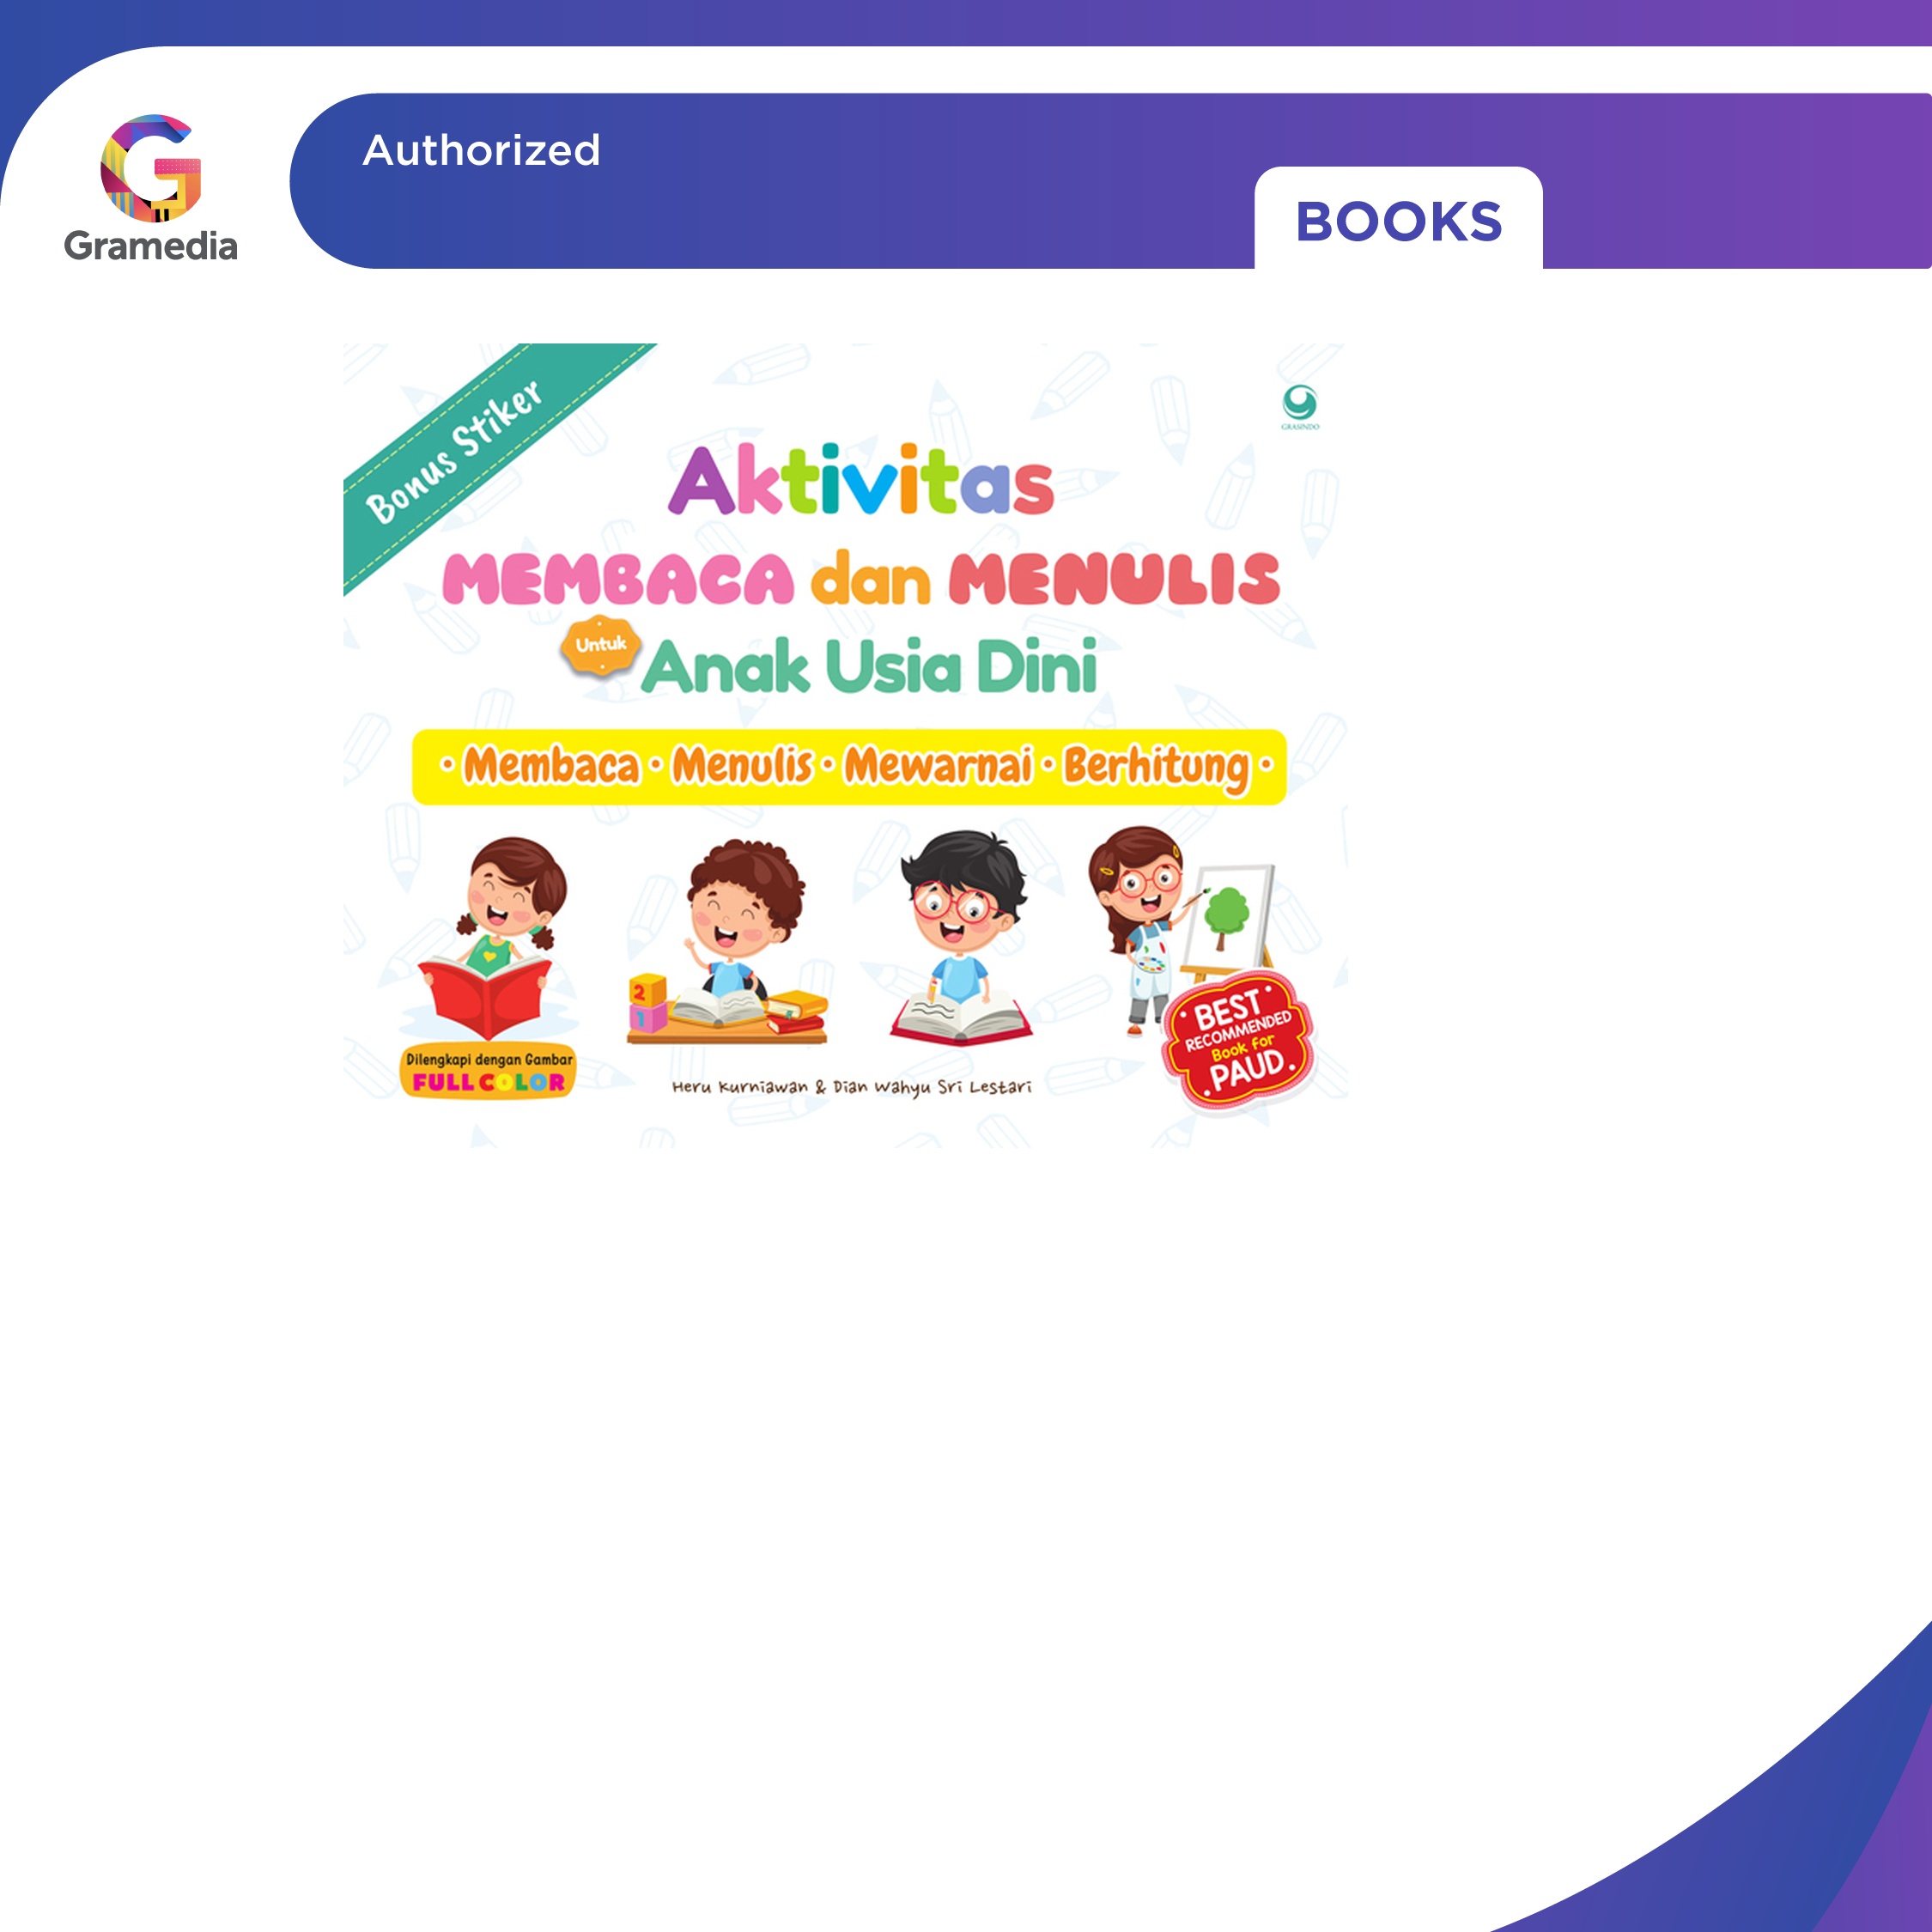 Gramedia
Authorized
BOOKS
Bonus Stiker
GRASINDO
Aktivitas
MEMBACA dan MENULIS
Untuk
Anak Usia Dini
• Membaca • Menulis • Mewarnai • Berhitung •
2
1
Dilengkapi dengan Gambar
FULL COLOR
Heru Kurniawan & Dian Wahyu Sri Lestari
• BEST •
RECOMMENDED
Book for
• PAUD •